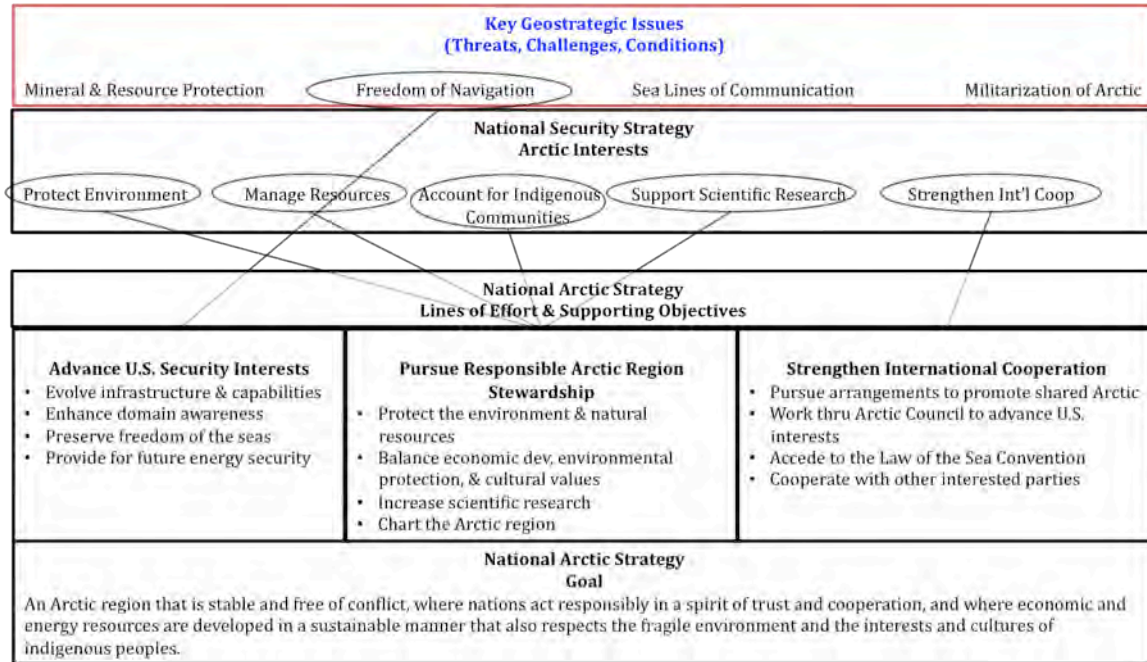 Key Geostrategic Issues
(Threats, Challenges, Conditions)
Mineral & Resource Protection
Freedom of Navigation
Sea Lines of Communication
Militarization of Arctic
National Security Strategy
Arctic Interests
Protect Environment
Manage Resources
Account for Indigenous
Communities
Support Scientific Research
Strengthen Int'l Coop
National Arctic Strategy
Lines of Effort & Supporting Objectives
Advance U.S. Security Interests
• Evolve infrastructure & capabilities
• Enhance domain awareness
• Preserve freedom of the seas
• Provide for future energy security
Pursue Responsible Arctic Region
Stewardship
• Protect the environment & natural
resources
• Balance economic dev, environmental
protection, & cultural values
• Increase scientific research
• Chart the Arctic region
Strengthen International Cooperation
• Pursue arrangements to promote shared Arctic
• Work thru Arctic Council to advance U.S.
interests
• Accede to the Law of the Sea Convention
• Cooperate with other interested parties
National Arctic Strategy
Goal
An Arctic region that is stable and free of conflict, where nations act responsibly in a spirit of trust and cooperation, and where economic and
energy resources are developed in a sustainable manner that also respects the fragile environment and the interests and cultures of
indigenous peoples.